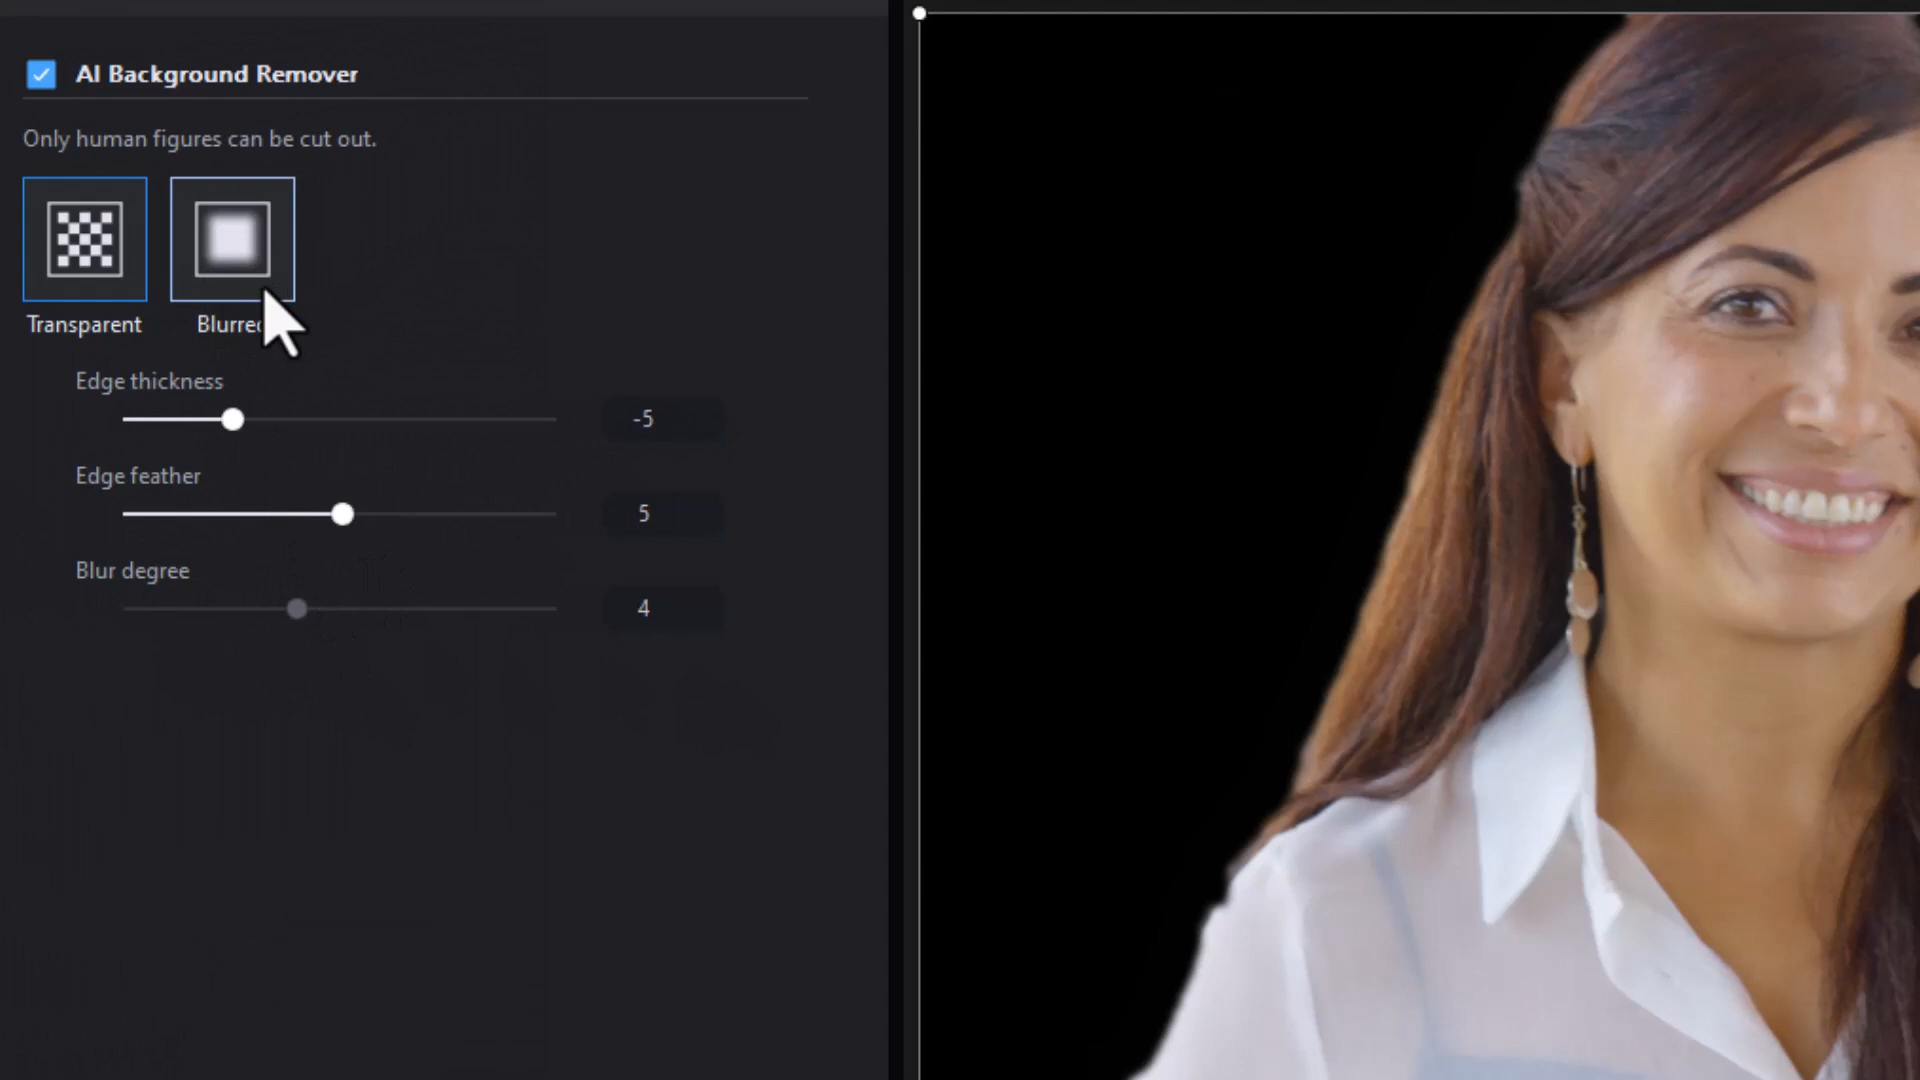 AI Background Remover
Only human figures can be cut out.
Transparent
Edge thickness
-5
Edge feather
5
Blur degree
4